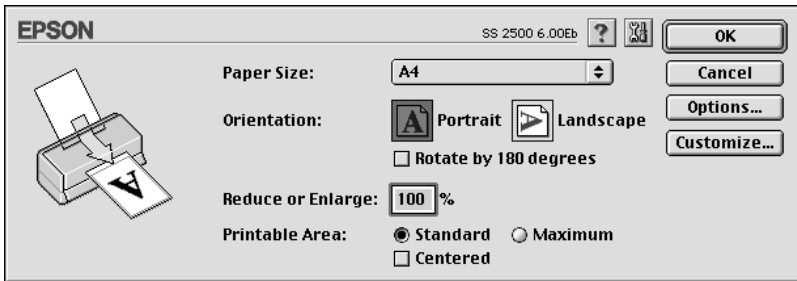 EPSON SS 2500 6.00Eb ? OK
Paper Size: A4 Cancel
Orientation: A Portrait A Landscape Options...
Customize...
Rotate by 180 degrees
A
Reduce or Enlarge: 100 %
Printable Area: Standard Maximum
Centered